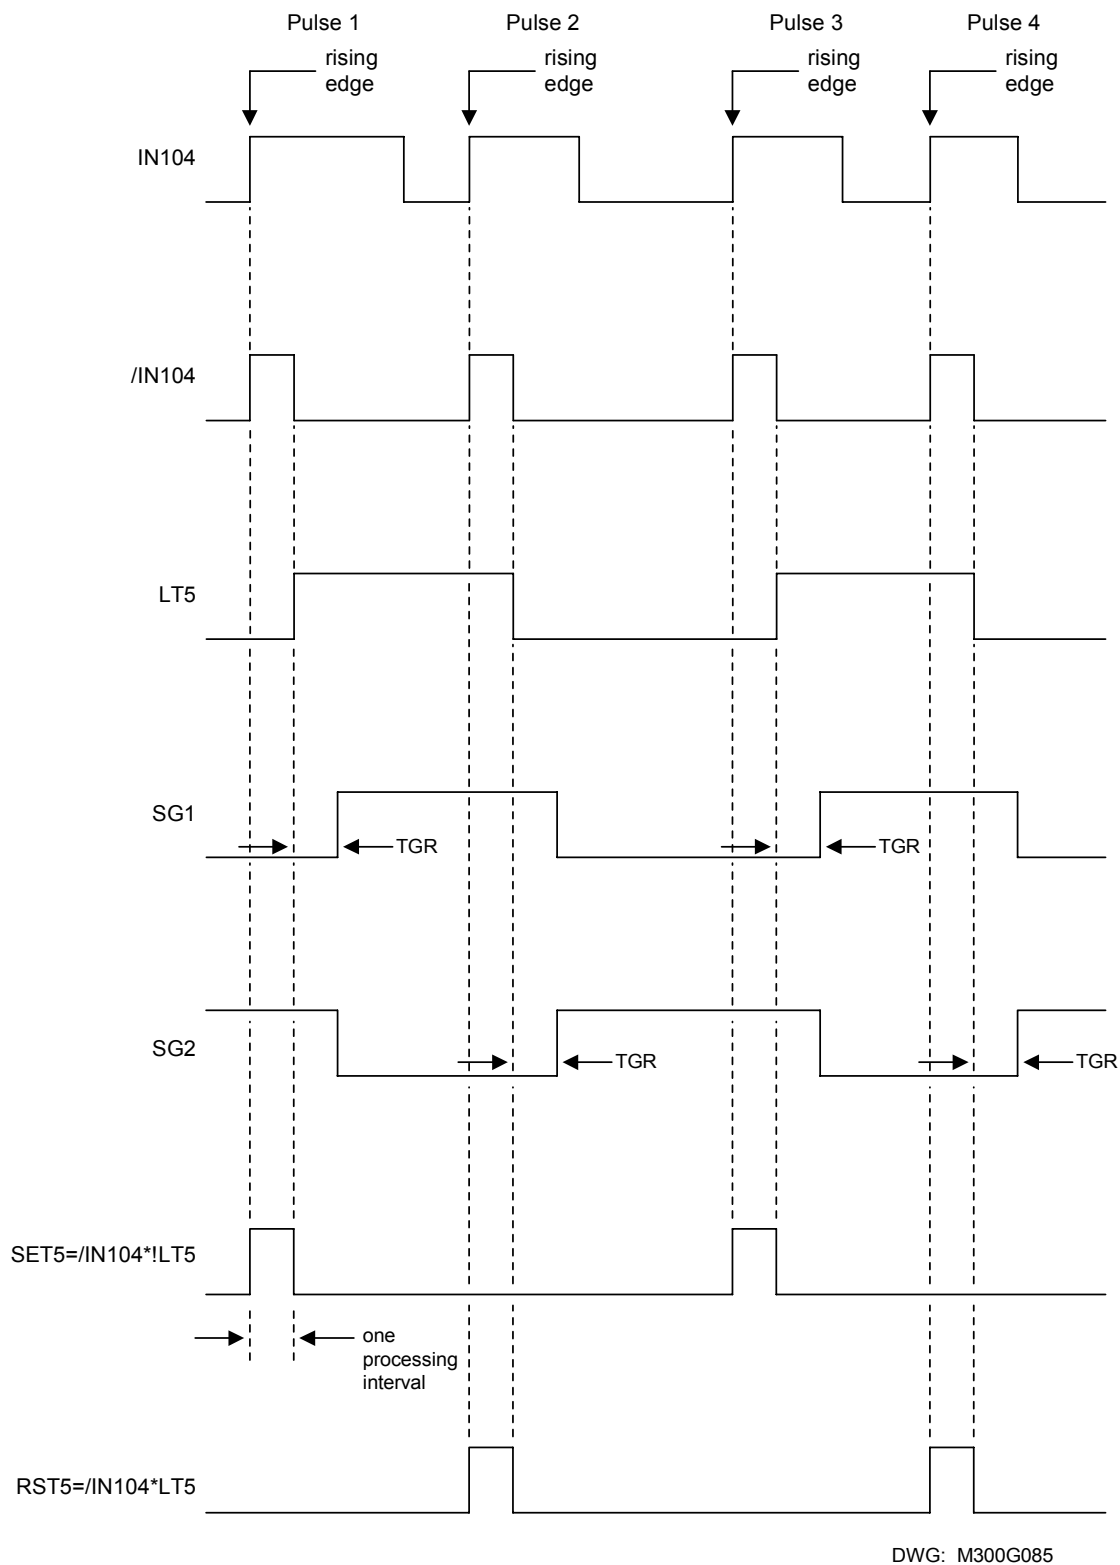 Pulse 1
Pulse 2
Pulse 3
Pulse 4
rising
edge
rising
edge
rising
edge
rising
edge
IN104
/IN104
LT5
SG1
TGR
TGR
SG2
TGR
TGR
SET5=/IN104*!LT5
one
processing
interval
RST5=/IN104*LT5
DWG: M300G085